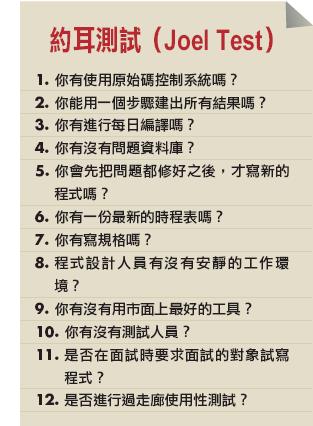 約耳測試（Joel Test）
1. 你有使用原始碼控制系統嗎？
2. 你能用一個步驟建出所有結果嗎？
3. 你有進行每日編譯嗎？
4. 你有沒有問題資料庫？
5. 你會先把問題都修好之後，才寫新的
程式嗎？
6. 你有一份最新的時程表嗎？
7. 你有寫規格嗎？
8. 程式設計人員有沒有安靜的工作環
境？
9. 你有沒有用市面上最好的工具？
10. 你有沒有測試人員？
11. 是否在面試時要求面試的對象試寫
程式？
12. 是否進行過走廊使用性測試？